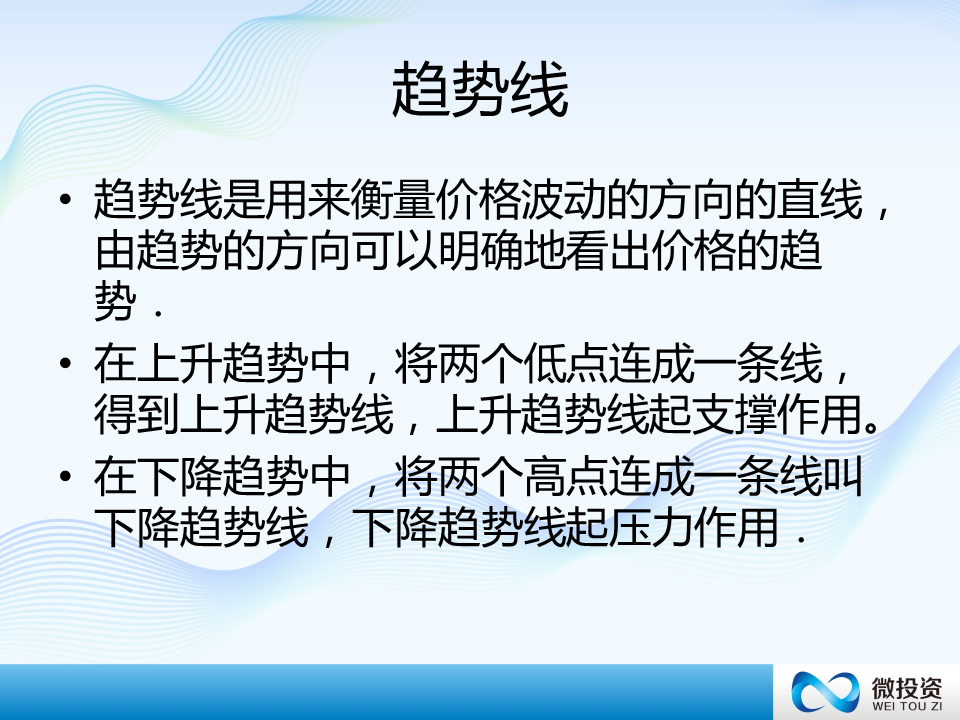 趋势线
• 趋势线是用来衡量价格波动的方向的直线，
由趋势的方向可以明确地看出价格的趋
势．
• 在上升趋势中，将两个低点连成一条线，
得到上升趋势线，上升趋势线起支撑作用。
• 在下降趋势中，将两个高点连成一条线叫
下降趋势线，下降趋势线起压力作用．
微投资
WEI TOU ZI